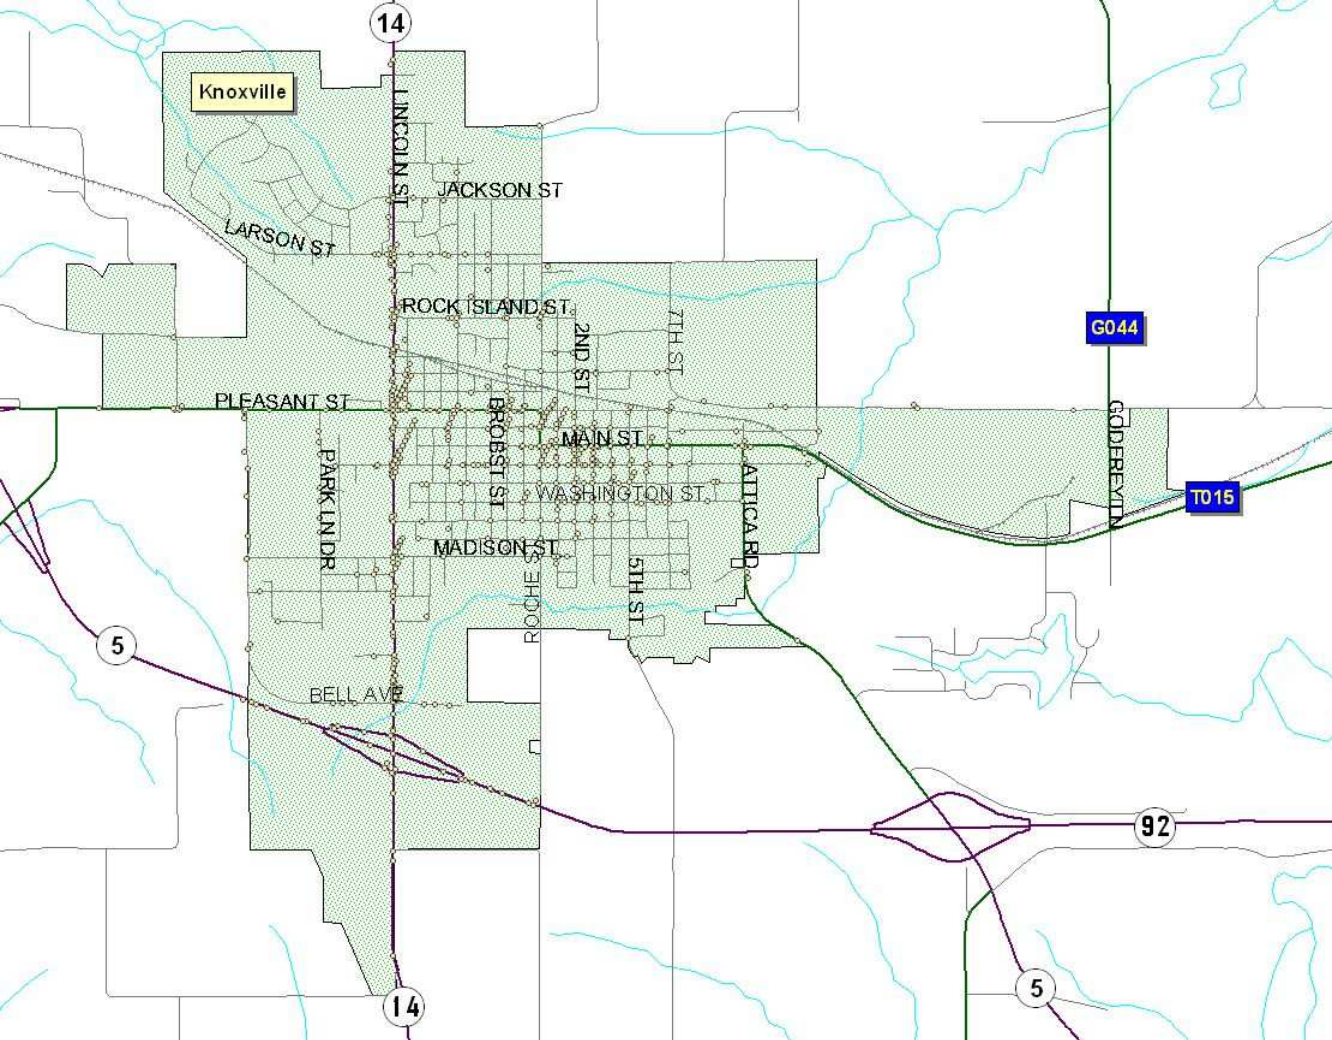 14
Knoxville
LINCOLN ST
JACKSON ST
LARSON ST
ROCK ISLAND ST
2ND ST
7TH ST
G044
PLEASANT ST
BROBST ST
MAIN ST
GODFREY LN
PARK LN DR
WASHINGTON ST
ATTICA RD
T015
MADISON ST
ROCHE S
5TH ST
5
BELL AVE
92
5
14